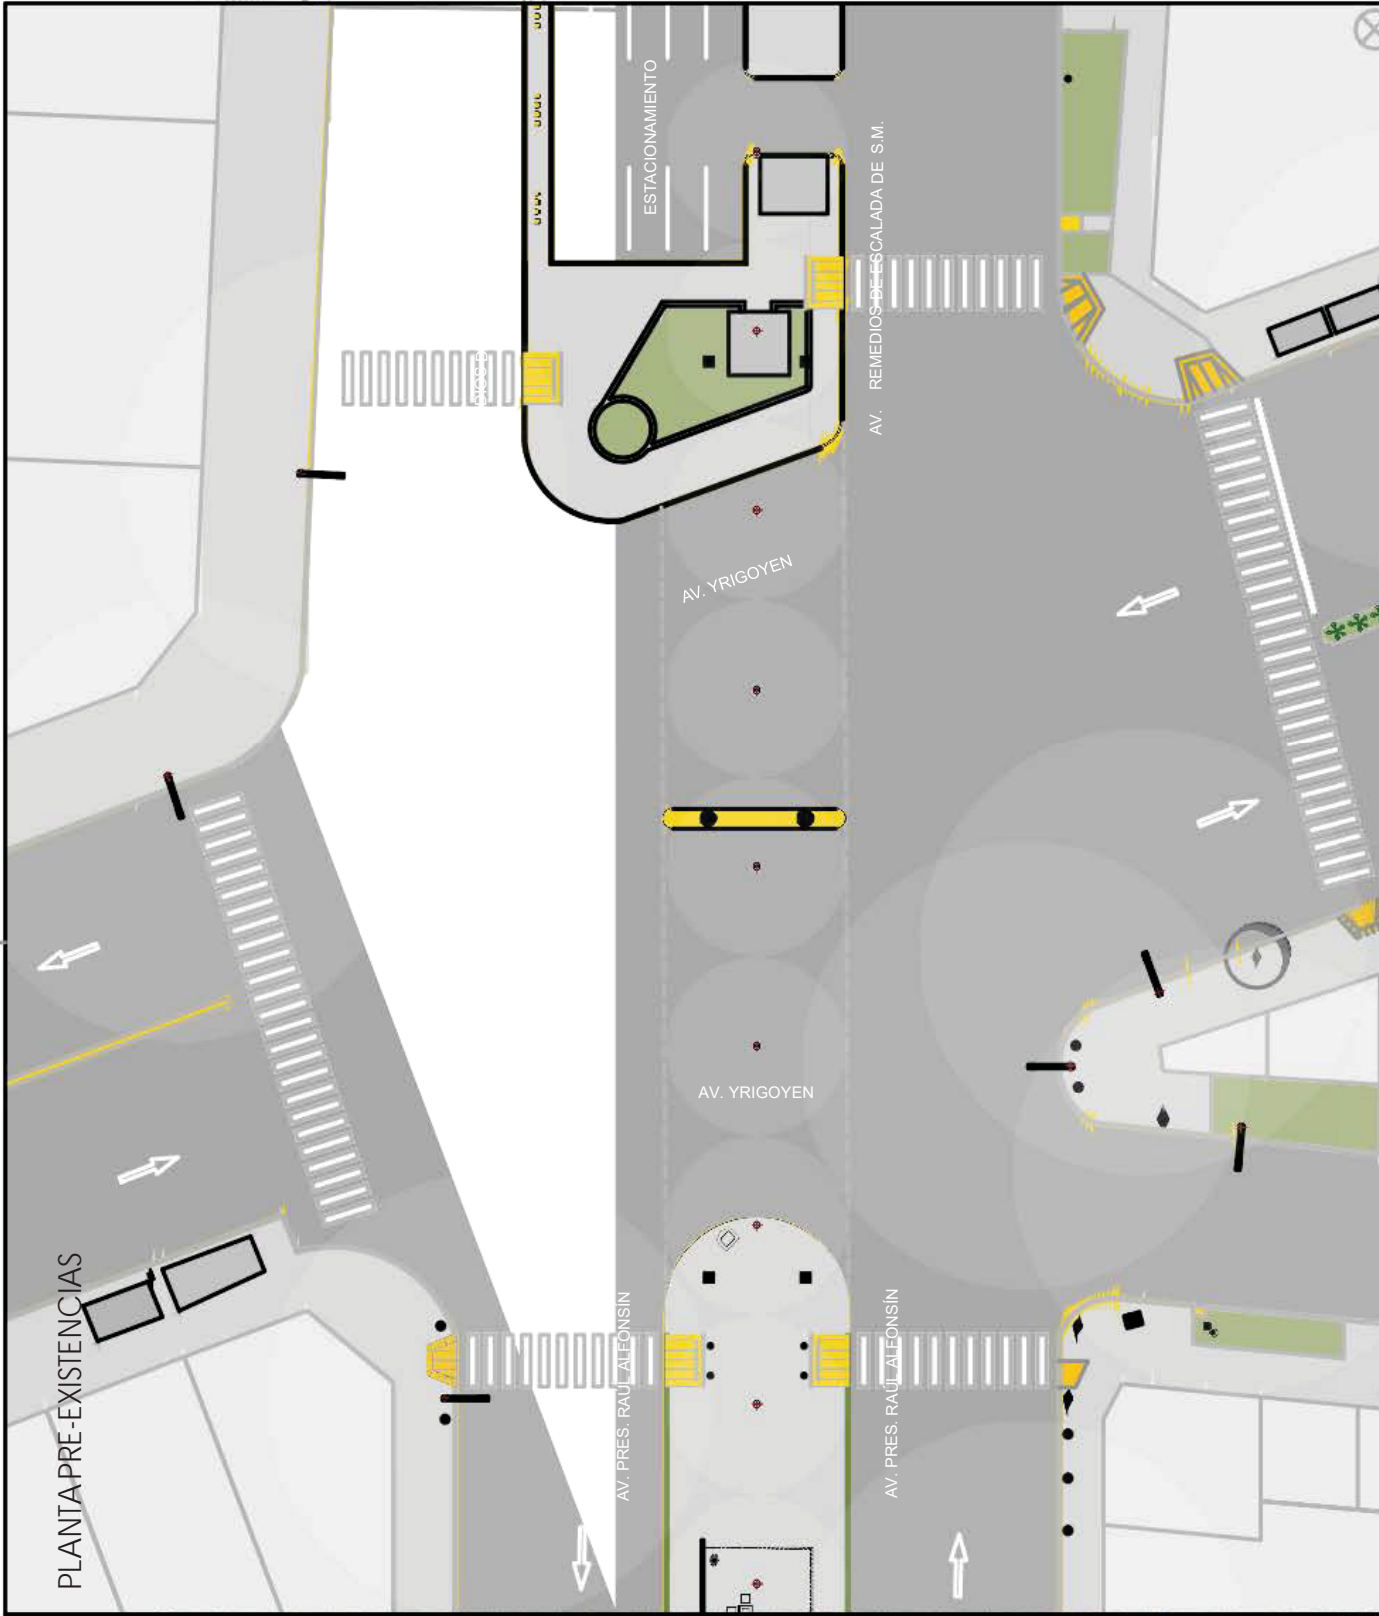 ESTACIONAMIENTO
AV. REMEDIOS DE ESCALADA DE S.M.
AV. YRIGOYEN
AV. YRIGOYEN
AV. PRES. RAUL ALFONSÍN
AV. PRES. RAUL ALFONSÍN
PLANTA PRE-EXISTENCIAS